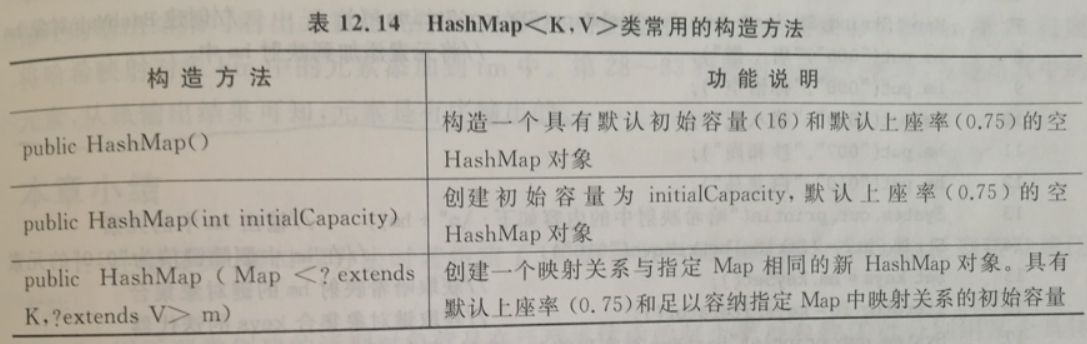 表 12.14 HashMap<K,V>类常用的构造方法
构造方法 功能说明
public HashMap() 构造一个具有默认初始容量(16)和默认上座率(0.75)的空
HashMap 对象
public HashMap(int initialCapacity) 创建初始容量为 initialCapacity,默认上座率(0.75)的空
HashMap 对象
public HashMap ( Map <? extends
K,?extends V> m)
创建一个映射关系与指定 Map 相同的新 HashMap 对象。具有
默认上座率 (0.75)和足以容纳指定 Map 中映射关系的初始容量